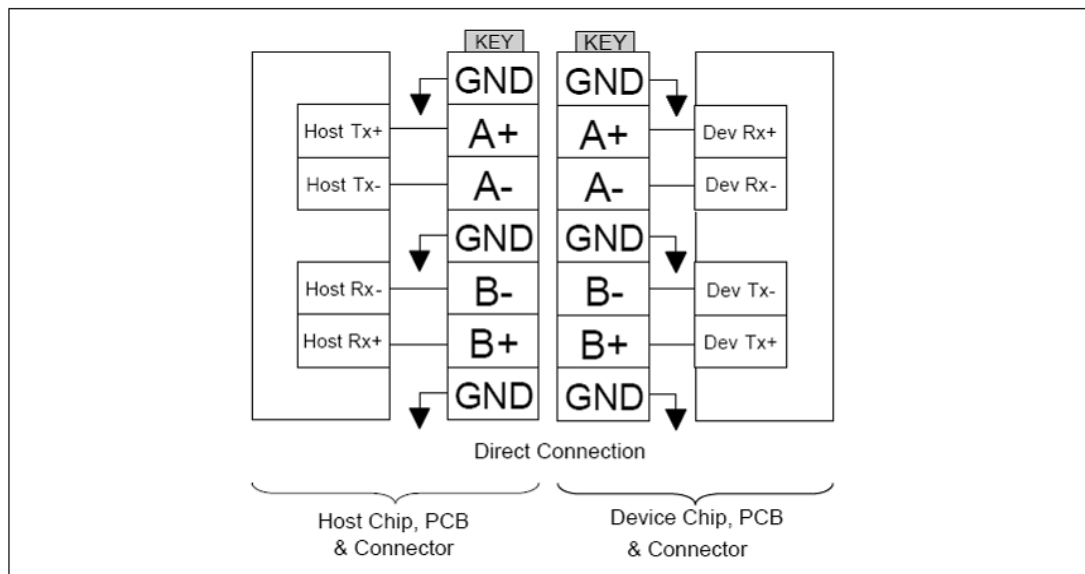 KEY KEY
GND GND
Host Tx+ A+ A+ Dev Rx+
Host Tx- A- A- Dev Rx-
GND GND
Host Rx- B- B- Dev Tx-
Host Rx+ B+ B+ Dev Tx+
GND GND
Direct Connection
Host Chip, PCB
& Connector
Device Chip, PCB
& Connector